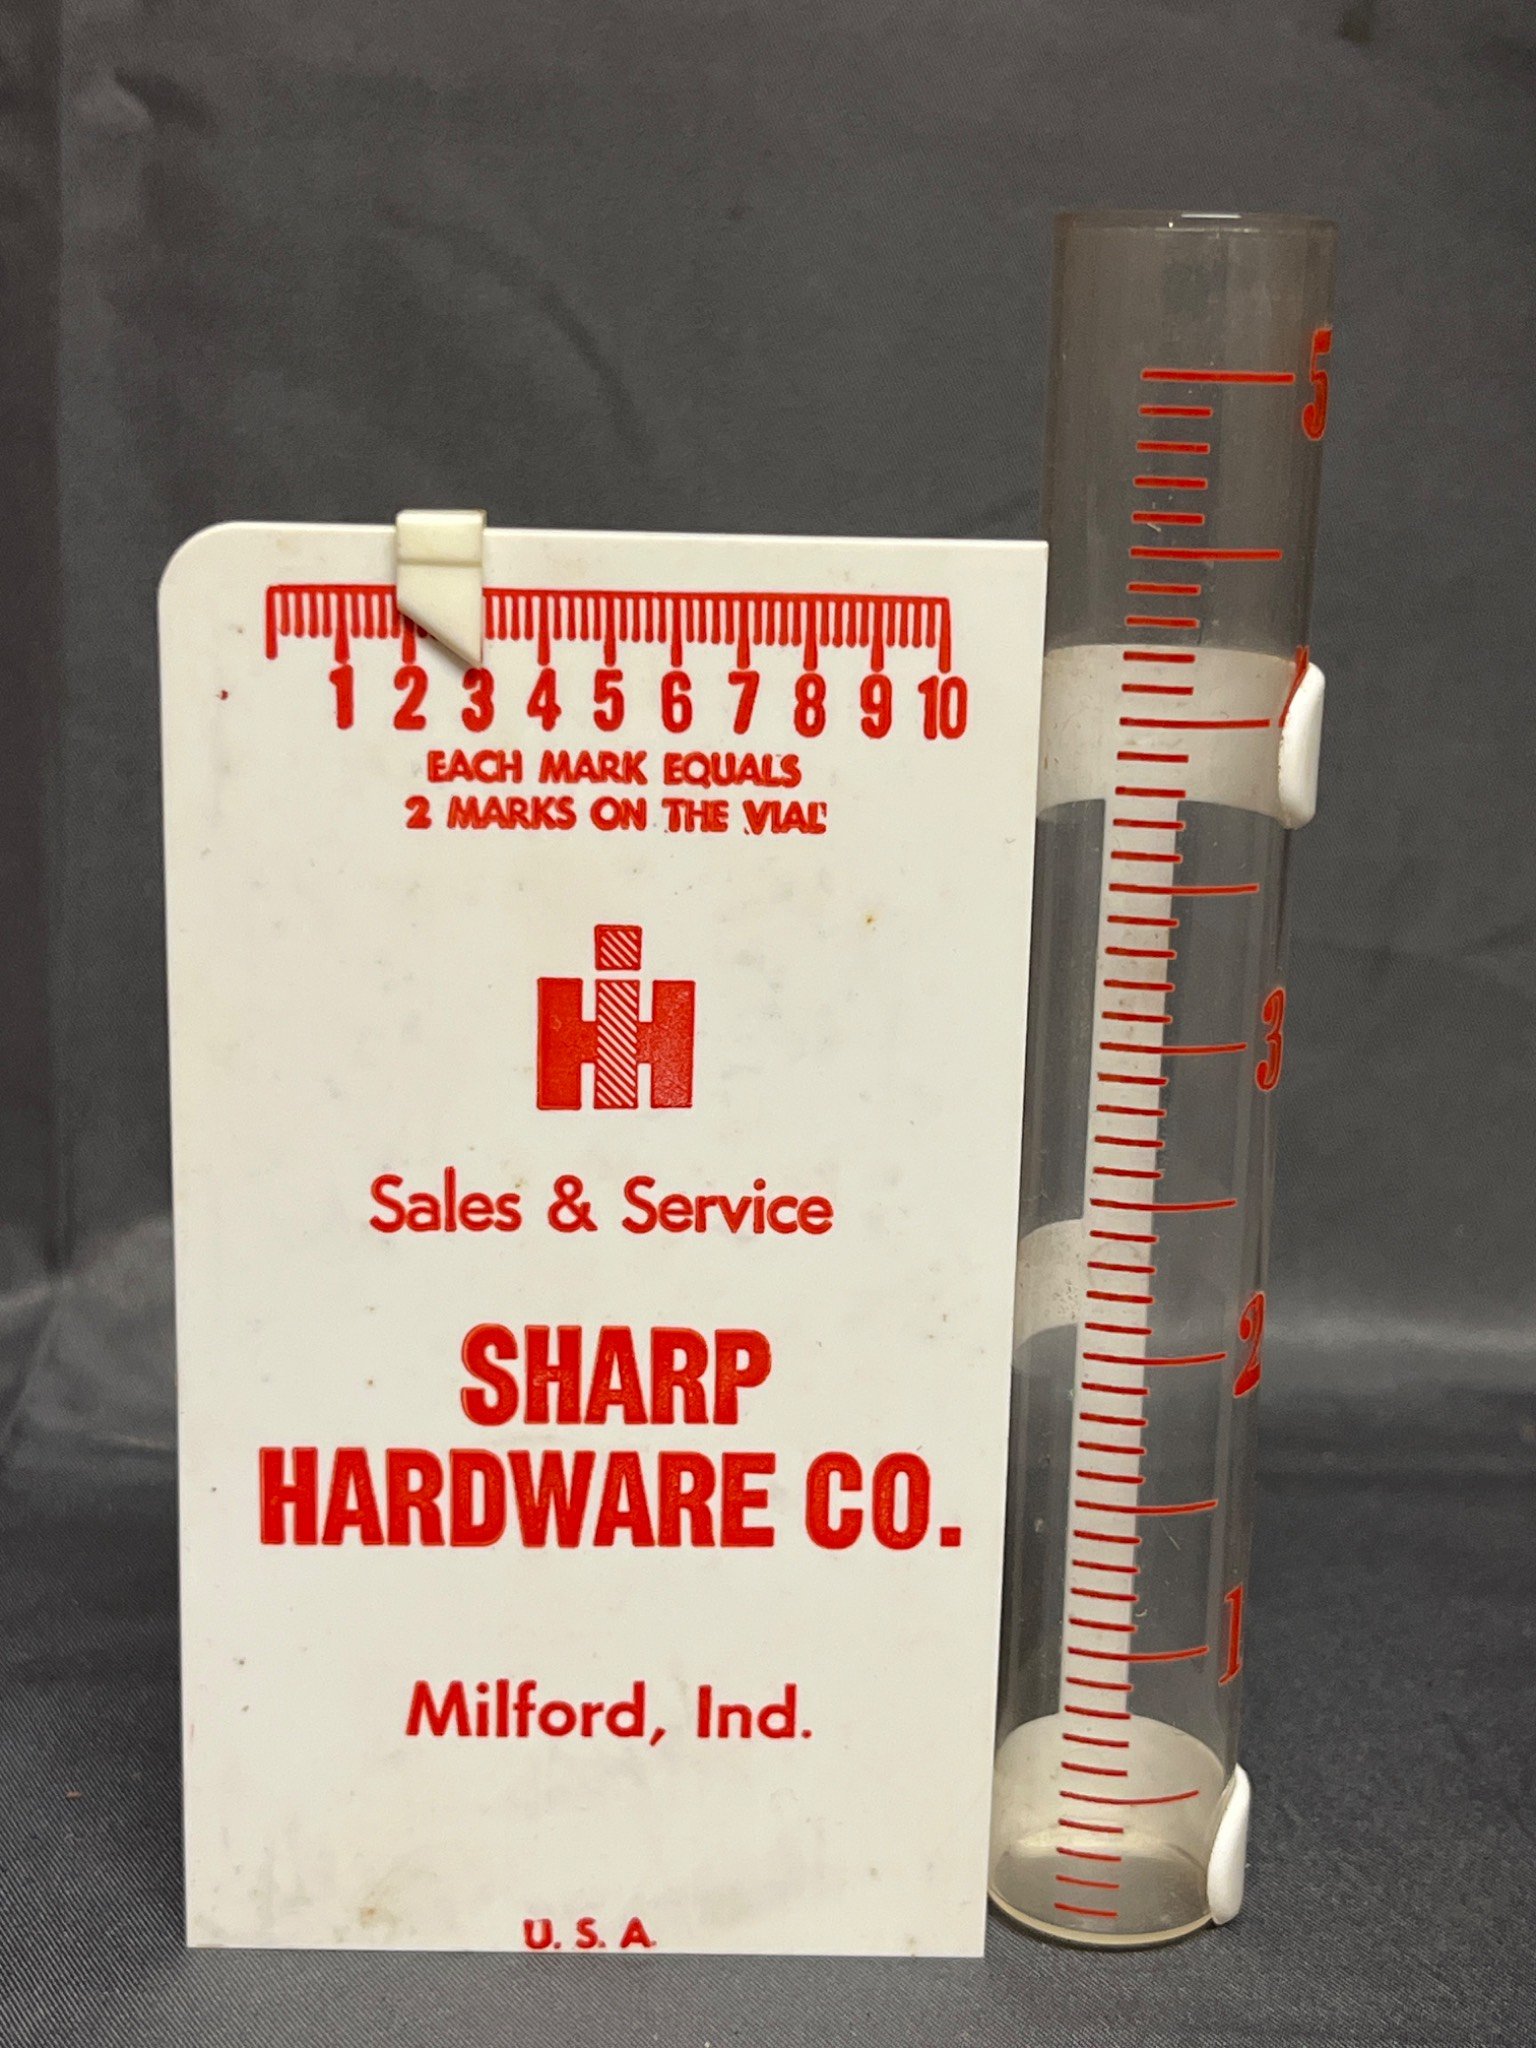 1 2 3 4 5 6 7 8 9 10
EACH MARK EQUALS
2 MARKS ON THE VIAL
IH
Sales & Service
SHARP
HARDWARE CO.
Milford, Ind.
U. S. A.
5
3
2
1